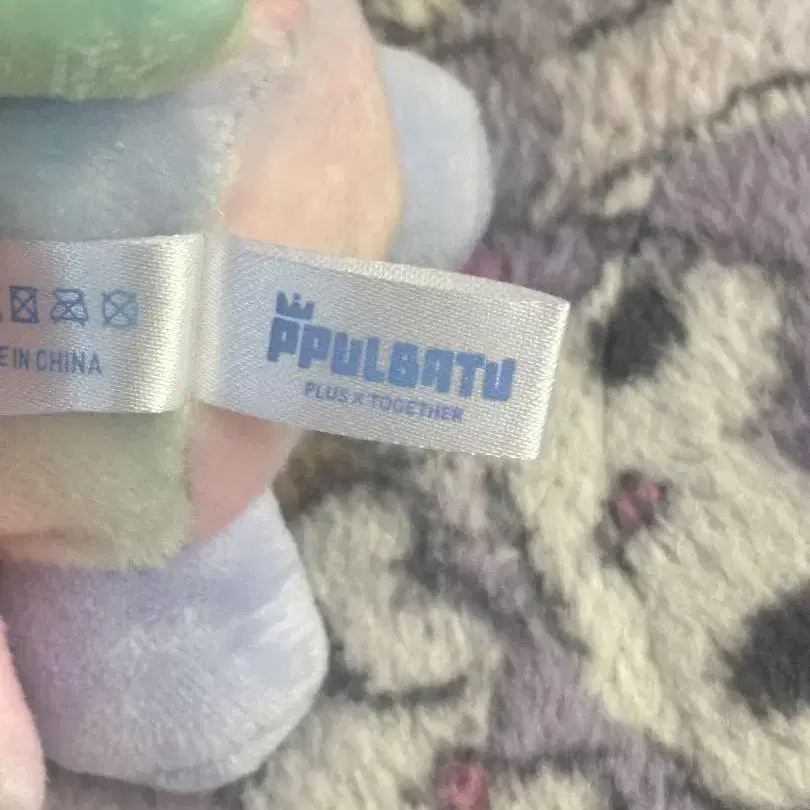 E IN CHINA
PPULBATU
PLUS X TOGETHER